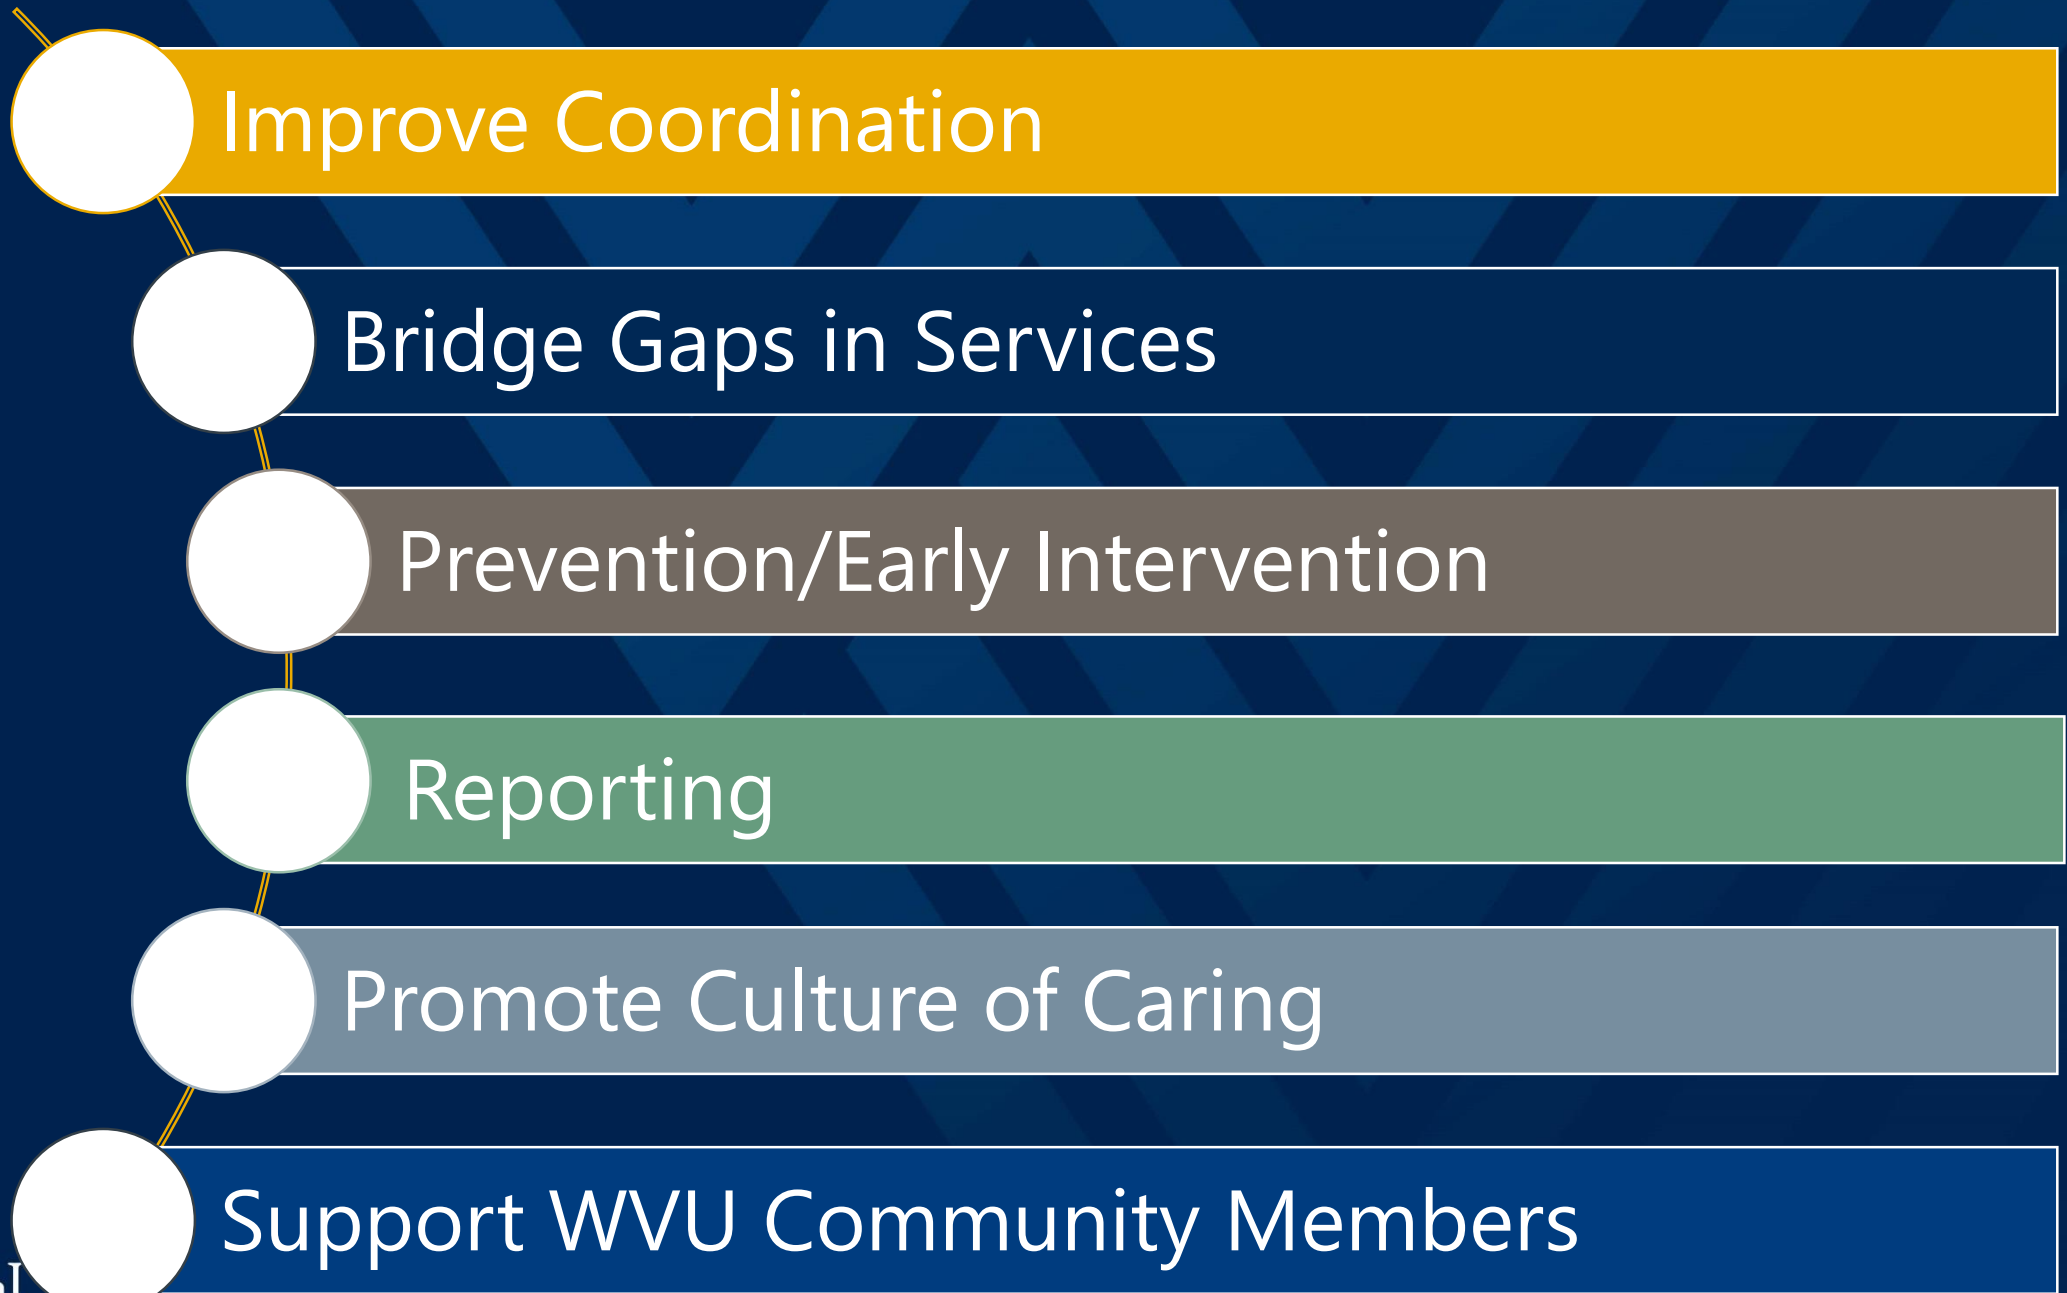 Improve Coordination
Bridge Gaps in Services
Prevention/Early Intervention
Reporting
Promote Culture of Caring
Support WVU Community Members